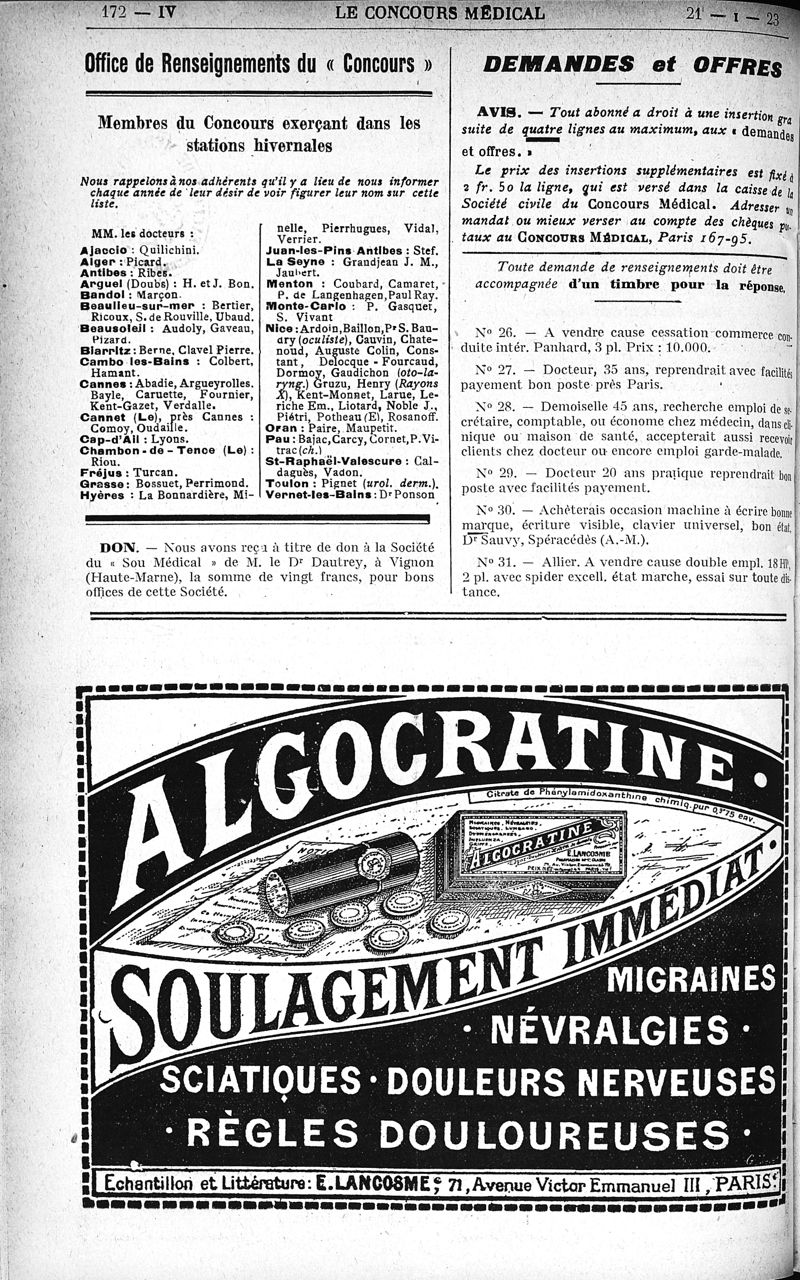 172 — IV
LE CONCOURS MÉDICAL
21 — I — 23
Office de Renseignements du « Concours »
Membres du Concours exerçant dans les
stations hivernales
Nous rappelons à nos adhérents qu'il y a lieu de nous informer
chaque année de leur désir de voir figurer leur nom sur cette
liste.
MM. les docteurs :
Ajaccio : Quilichini.
Alger : Picard.
Antibes : Ribes.
Arguel (Doubs) : H. et J. Bon.
Bandol : Marçon.
Beaulieu-sur-mer : Bertier,
Ricoux, S. de Rouville, Ubaud.
Beausoleil : Audoly, Gaveau,
Pizard.
Biarritz : Berne, Clavel Pierre.
Cambo les-Bains : Colbert,
Hamant.
Cannes : Abadie, Argueyrolles.
Bayle, Caruette, Fournier,
Kent-Gazet, Verdalle.
Cannet (Le), près Cannes :
Comoy, Oudaille.
Cap-d'Ail : Lyons.
Chambon-de-Tence (Le) :
Riou.
Fréjus : Turcan.
Grasse : Bossuet, Perrimond.
Hyères : La Bonnardière, Mi-
nelle, Pierrhugues, Vidal,
Verrier.
Juan-les-Pins Antibes : Stef.
La Seyne : Grandjean J. M.,
Jaubert.
Menton : Coubard, Camaret,
P. de Langenhagen, Paul Ray.
Monte-Carlo : P. Gasquet,
S. Vivant
Nice : Ardoin, Baillon, Pr S. Bau-
dry (oculiste), Cauvin, Chate-
noud, Auguste Colin, Cons-
tant, Delocque - Fourcaud,
Dormoy, Gaudichon (oto-la-
ryng.) Gruzu, Henry (Rayons
X), Kent-Monnet, Larue, Le-
riche Em., Liotard, Noble J.,
Piétri, Potheau (E), Rosanoff.
Oran : Paire, Maupetit.
Pau : Bajac, Carcy, Cornet, P. Vi-
trac (ch.)
St-Raphaël-Valescure : Cal-
daguès, Vadon.
Toulon : Pignet (urol. derm.).
Vernet-les-Bains : Dr Ponson
DON. — Nous avons reçu à titre de don à la Société
du « Sou Médical » de M. le Dr Dautrey, à Vignon
(Haute-Marne), la somme de vingt francs, pour bons
offices de cette Société.
DEMANDES et OFFRES
AVIS. — Tout abonné a droit à une insertion gra
suite de quatre lignes au maximum, aux « demandes
et offres. »
Le prix des insertions supplémentaires est fixé à
2 fr. 50 la ligne, qui est versé dans la caisse de la
Société civile du Concours Médical. Adresser un
mandat ou mieux verser au compte des chèques pos-
taux au CONCOURS MÉDICAL, Paris 167-95.
Toute demande de renseignements doit être
accompagnée d'un timbre pour la réponse.
No 26. — A vendre cause cessation commerce con-
duite intér. Panhard, 3 pl. Prix : 10.000.
No 27. — Docteur, 35 ans, reprendrait avec facilités
payement bon poste près Paris.
No 28. — Demoiselle 45 ans, recherche emploi de se-
crétaire, comptable, ou économe chez médecin, dans cli-
nique ou maison de santé, accepterait aussi recevoir
clients chez docteur ou encore emploi garde-malade.
No 29. — Docteur 20 ans pratique reprendrait bon
poste avec facilités payement.
No 30. — Achèterais occasion machine à écrire bonne
marque, écriture visible, clavier universel, bon état.
Dr Sauvy, Spéracédès (A.-M.).
No 31. — Allier. A vendre cause double empl. 18 HP,
2 pl. avec spider excell. état marche, essai sur toute dis-
tance.
ALGOCRATINE
Citrate de Phénylamidoxanthine chimiq. pur 0,gr75 env.
MIGRAINES, NÉVRALGIES,
ALGOCRATINE
E. LANCOSME
SOULAGEMENT IMMÉDIAT
MIGRAINES
· NÉVRALGIES ·
SCIATIQUES · DOULEURS NERVEUSES
· RÈGLES DOULOUREUSES ·
Echantillon et Littérature: E. LANCOSME, 71, Avenue Victor Emmanuel III, PARIS.